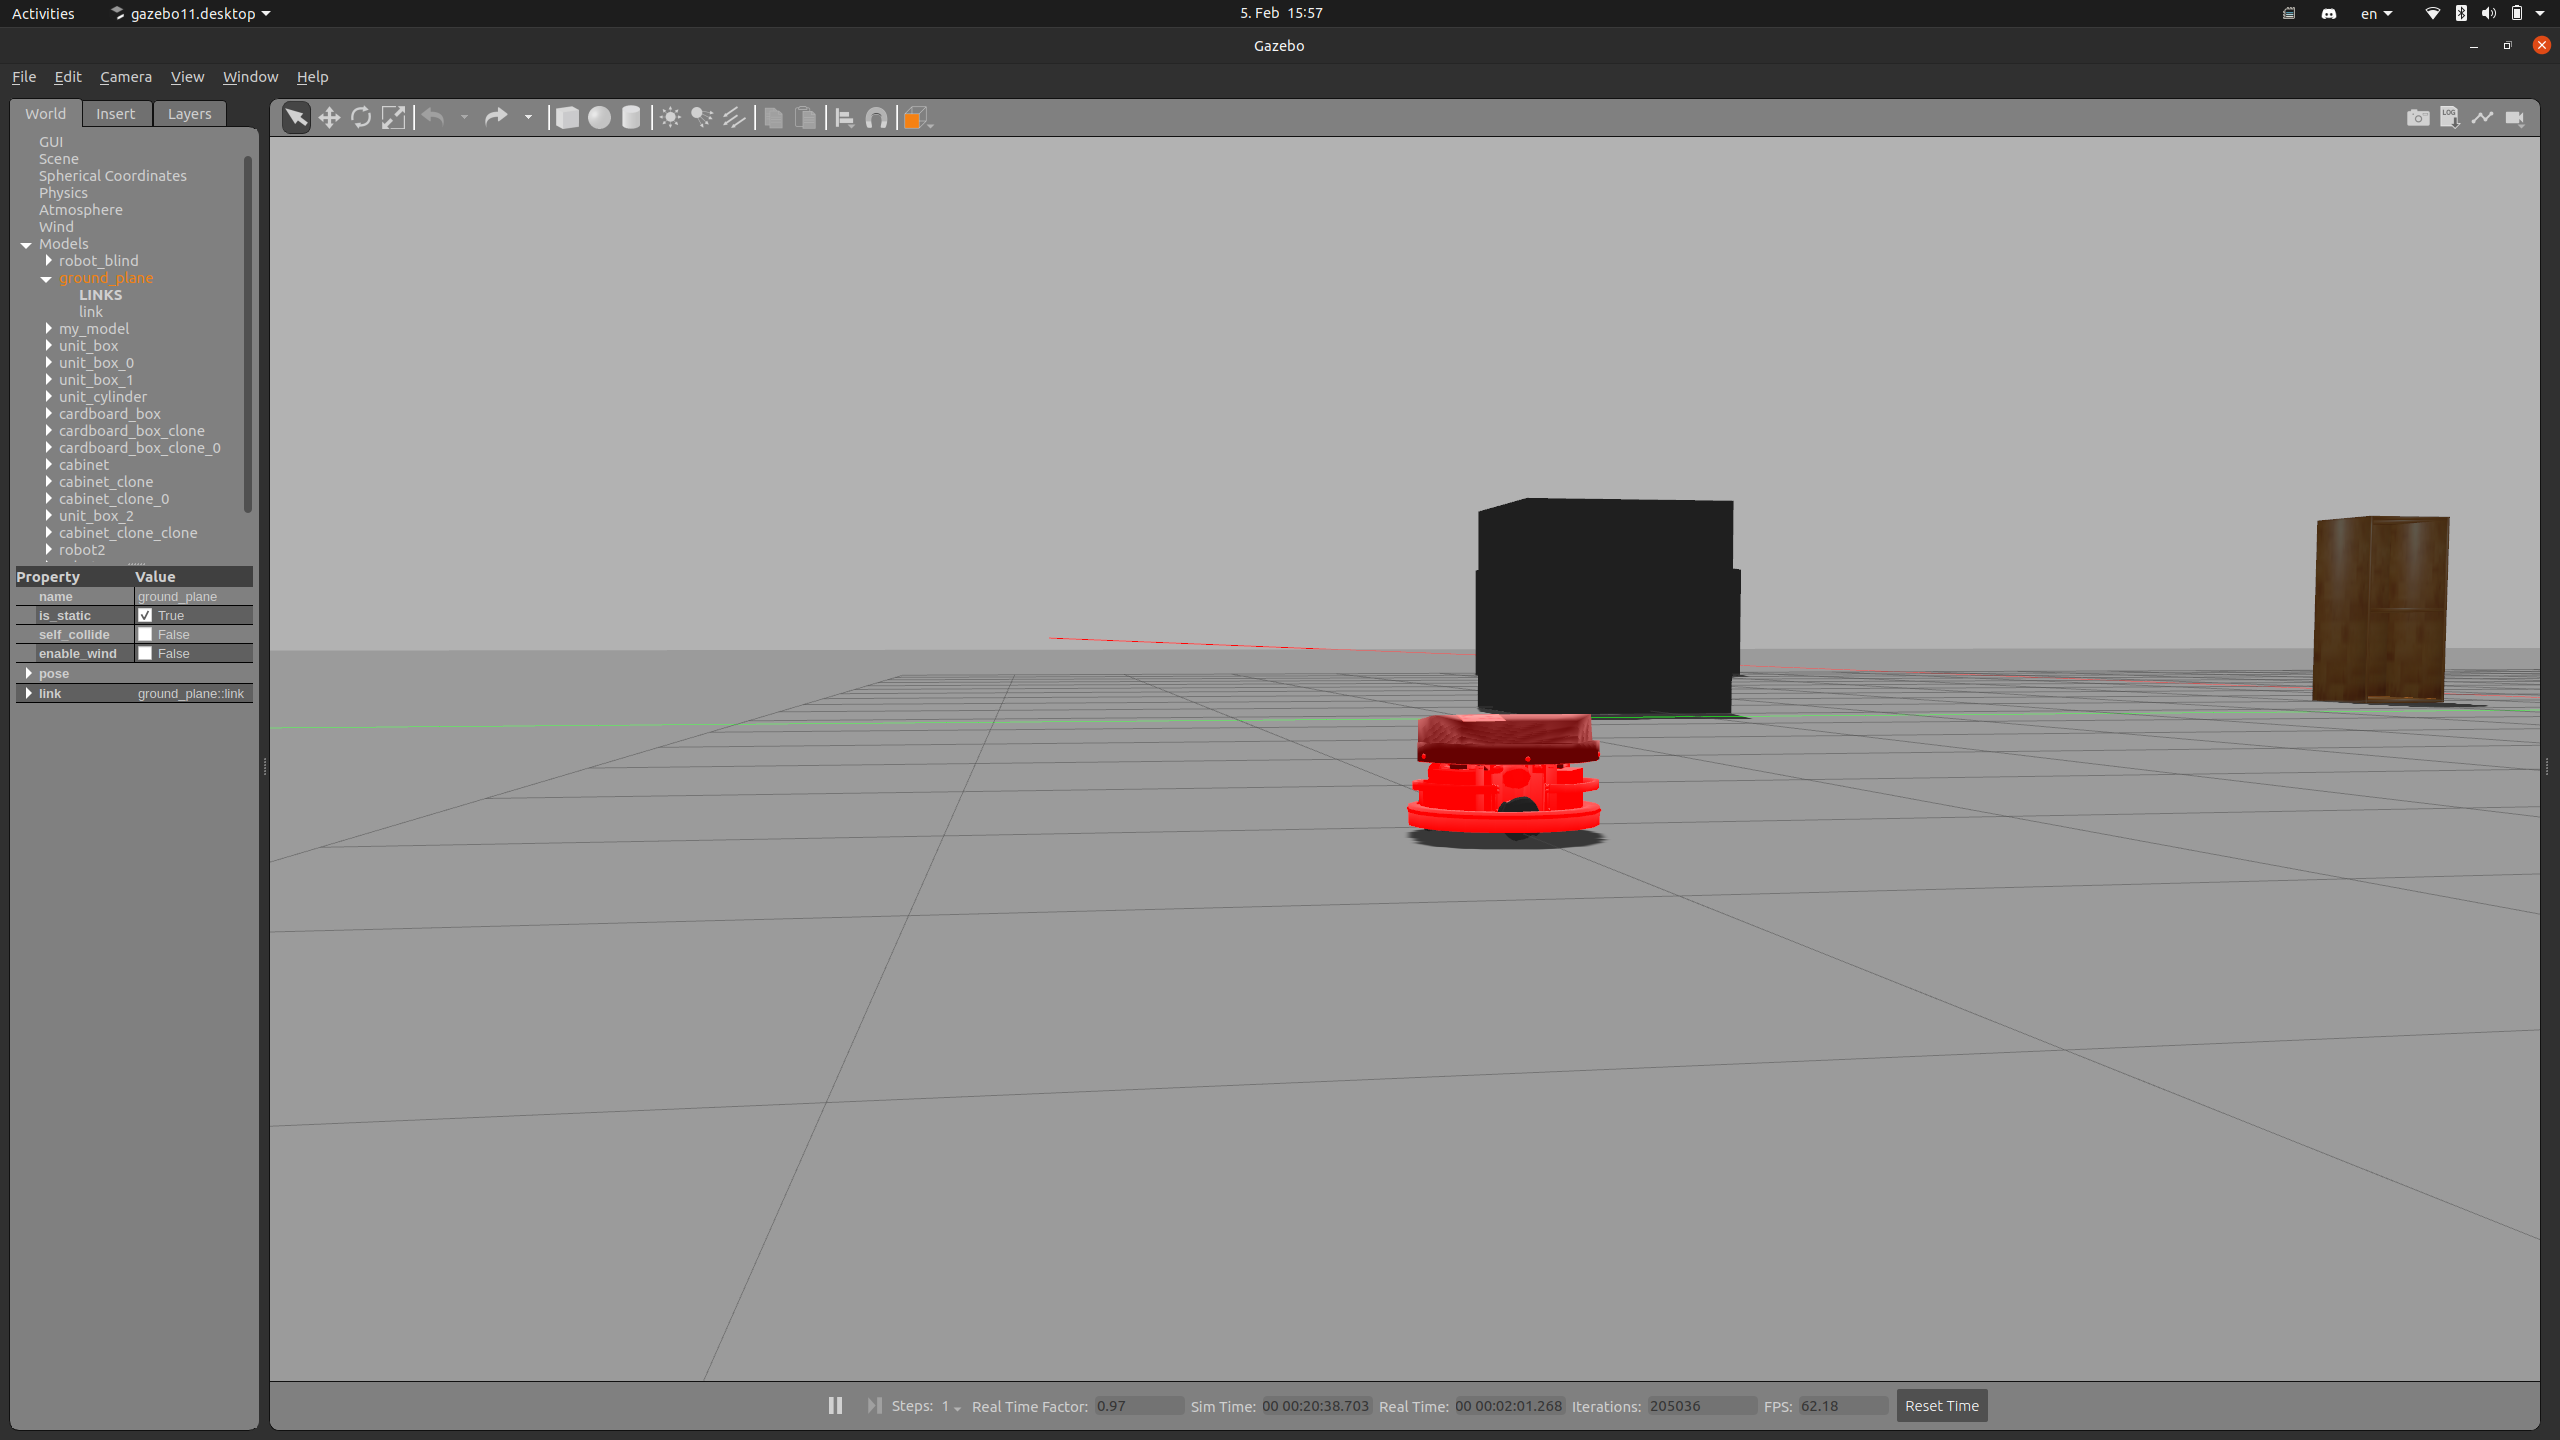 Activities gazebo11.desktop 5. Feb 15:57 en
Gazebo
File Edit Camera View Window Help
World Insert Layers
GUI
Scene
Spherical Coordinates
Physics
Atmosphere
Wind
Models
robot_blind
ground_plane
LINKS
link
my_model
unit_box
unit_box_0
unit_box_1
unit_cylinder
cardboard_box
cardboard_box_clone
cardboard_box_clone_0
cabinet
cabinet_clone
cabinet_clone_0
unit_box_2
cabinet_clone_clone
robot2
Property Value
name ground_plane
is_static True
self_collide False
enable_wind False
pose
link ground_plane::link
LOG
Steps: 1 Real Time Factor: 0.97 Sim Time: 00 00:20:38.703 Real Time: 00 00:02:01.268 Iterations: 205036 FPS: 62.18 Reset Time